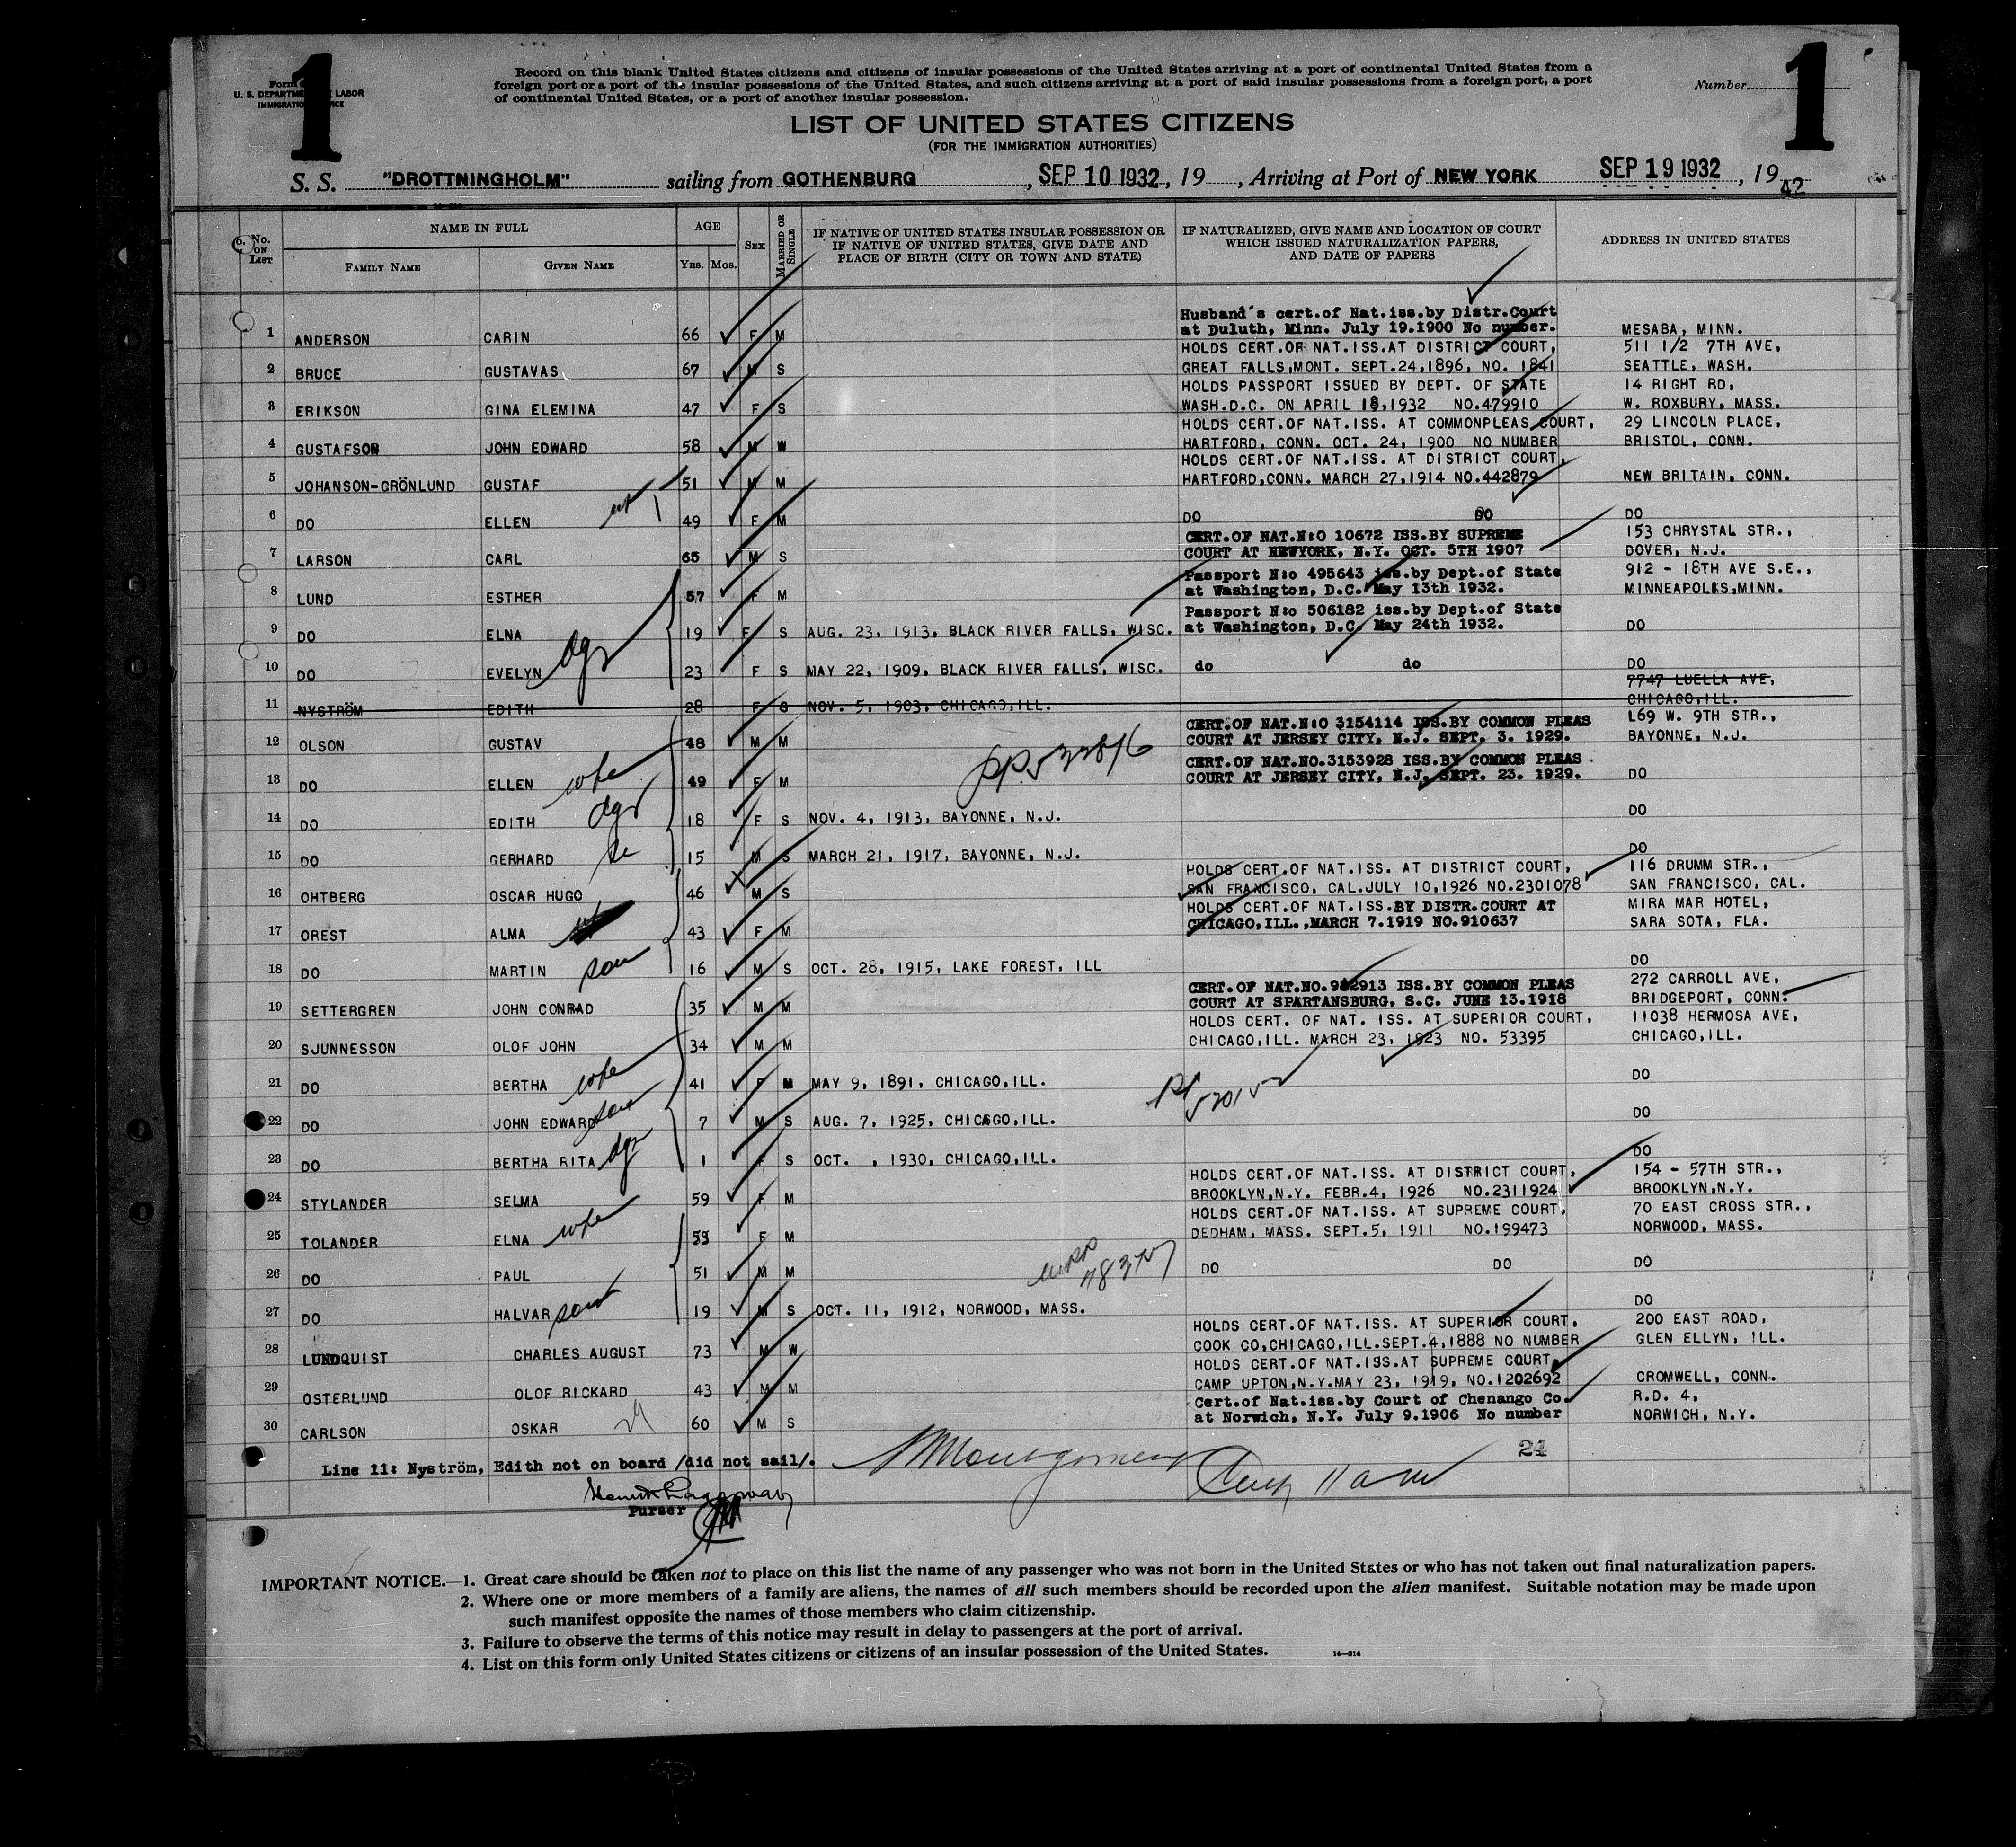 1
1
Form
U. S. DEPARTMENT OF LABOR
IMMIGRATION SERVICE
Record on this blank United States citizens and citizens of insular possessions of the United States arriving at a port of continental United States from a
foreign port or a port of the insular possessions of the United States, and such citizens arriving at a port of said insular possessions from a foreign port, a port
of continental United States, or a port of another insular possession.
Number
LIST OF UNITED STATES CITIZENS
(FOR THE IMMIGRATION AUTHORITIES)
S. S. "DROTTNINGHOLM" sailing from GOTHENBURG, SEP 10 1932, 19 , Arriving at Port of NEW YORK SEP 19 1932, 19
42
No. on List
NAME IN FULL
FAMILY NAME
GIVEN NAME
AGE
Yrs. Mos.
SEX
MARRIED OR SINGLE
IF NATIVE OF UNITED STATES INSULAR POSSESSION OR
IF NATIVE OF UNITED STATES, GIVE DATE AND
PLACE OF BIRTH (CITY OR TOWN AND STATE)
IF NATURALIZED, GIVE NAME AND LOCATION OF COURT
WHICH ISSUED NATURALIZATION PAPERS,
AND DATE OF PAPERS
ADDRESS IN UNITED STATES
Husband's cert.of Nat.iss.by Distr.Court
1 ANDERSON CARIN 66 F M at Duluth, Minn. July 19.1900 No number. MESABA, MINN.
HOLDS CERT.OF NAT.ISS.AT DISTRICT COURT, 511 1/2 7TH AVE,
2 BRUCE GUSTAVAS 67 M S GREAT FALLS,MONT. SEPT.24,1896, NO. 1841 SEATTLE, WASH.
HOLDS PASSPORT ISSUED BY DEPT. OF STATE 14 RIGHT RD,
3 ERIKSON GINA ELEMINA 47 F S WASH.D.C. ON APRIL 18,1932 NO.479910 W. ROXBURY, MASS.
HOLDS CERT.OF NAT.ISS. AT COMMONPLEAS COURT, 29 LINCOLN PLACE,
4 GUSTAFSON JOHN EDWARD 58 M W HARTFORD, CONN. OCT. 24, 1900 NO NUMBER BRISTOL, CONN.
HOLDS CERT.OF NAT.ISS. AT DISTRICT COURT,
5 JOHANSON-GRÖNLUND GUSTAF 51 M M HARTFORD,CONN. MARCH 27,1914 NO.442879 NEW BRITAIN, CONN.
6 DO ELLEN 49 F M DO DO DO
CERT.OF NAT.N:O 10672 ISS.BY SUPREME 153 CHRYSTAL STR.,
7 LARSON CARL 65 M S COURT AT NEWYORK, N.Y. OCT. 5TH 1907 DOVER, N.J.
Passport N:o 495643 iss.by Dept.of State 912 - 18TH AVE S.E.,
8 LUND ESTHER 57 F M at Washington, D.C. May 13th 1932. MINNEAPOLIS,MINN.
Passport N:o 506182 iss.by Dept.of State
9 DO ELNA 19 F S AUG. 23, 1913, BLACK RIVER FALLS, WISC. at Washington, D.C. May 24th 1932. DO
dgr
10 DO EVELYN 23 F S MAY 22, 1909, BLACK RIVER FALLS, WISC. do do DO
7747 LUELLA AVE,
11 NYSTRÖM EDITH 28 F S NOV. 5, 1903, CHICAGO,ILL. CHICAGO,ILL.
CERT.OF NAT.N:O 3154114 ISS.BY COMMON PLEAS L69 W. 9TH STR.,
12 OLSON GUSTAV 48 M M COURT AT JERSEY CITY, N.J. SEPT. 3. 1929. BAYONNE, N.J.
CERT.OF NAT.NO.3153928 ISS.BY COMMON PLEAS
13 DO ELLEN wfe 49 F M COURT AT JERSEY CITY, N.J. SEPT. 23. 1929. DO
14 DO EDITH dgr 18 F S NOV. 4, 1913, BAYONNE, N.J. DO
15 DO GERHARD 15 M S MARCH 21, 1917, BAYONNE, N.J. DO
HOLDS CERT.OF NAT.ISS. AT DISTRICT COURT, 116 DRUMM STR.,
16 OHTBERG OSCAR HUGO 46 M S SAN FRANCISCO, CAL.JULY 10,1926 NO.2301078 SAN FRANCISCO, CAL.
HOLDS CERT.OF NAT.ISS.BY DISTR.COURT AT MIRA MAR HOTEL,
17 OREST ALMA 43 F M CHICAGO,ILL.,MARCH 7.1919 NO.910637 SARA SOTA, FLA.
18 DO MARTIN son 16 M S OCT. 28, 1915, LAKE FOREST, ILL DO
CERT.OF NAT.NO.982913 ISS.BY COMMON PLEAS 272 CARROLL AVE,
19 SETTERGREN JOHN CONRAD 35 M M COURT AT SPARTANSBURG, S.C. JUNE 13.1918 BRIDGEPORT, CONN.
HOLDS CERT. OF NAT. ISS. AT SUPERIOR COURT, 11038 HERMOSA AVE,
20 SJUNNESSON OLOF JOHN 34 M M CHICAGO,ILL. MARCH 23, 1923 NO. 53395 CHICAGO,ILL.
21 DO BERTHA wfe 41 F M MAY 9, 1891, CHICAGO,ILL. DO
22 DO JOHN EDWARD son 7 M S AUG. 7, 1925, CHICAGO,ILL. DO
23 DO BERTHA RITA dgr 1 F S OCT. , 1930, CHICAGO,ILL. DO
HOLDS CERT.OF NAT.ISS. AT DISTRICT COURT, 154 - 57TH STR.,
24 STYLANDER SELMA 59 F M BROOKLYN,N.Y. FEBR.4, 1926 NO.2311924 BROOKLYN,N.Y.
HOLDS CERT.OF NAT.ISS. AT SUPREME COURT, 70 EAST CROSS STR.,
25 TOLANDER ELNA wfe 53 F M DEDHAM, MASS. SEPT.5, 1911 NO.199473 NORWOOD, MASS.
26 DO PAUL 51 M M DO DO DO
27 DO HALVAR son 19 M S OCT. 11, 1912, NORWOOD, MASS. DO
HOLDS CERT.OF NAT.ISS. AT SUPERIOR COURT, 200 EAST ROAD,
28 LUNDQUIST CHARLES AUGUST 73 M W COOK CO,CHICAGO,ILL.SEPT.4,1888 NO NUMBER GLEN ELLYN, ILL.
HOLDS CERT.OF NAT.ISS.AT SUPREME COURT,
29 OSTERLUND OLOF RICKARD 43 M M CAMP UPTON,N.Y.MAY 23, 1919, NO.1202692 CROMWELL, CONN.
Cert.of Nat.iss.by Court of Chenango Co. R.D. 4,
30 CARLSON OSKAR 60 M S at Norwich, N.Y. July 9.1906 No number NORWICH, N.Y.
24
Line 11: Nyström, Edith not on board /did not sail/.
Purser
IMPORTANT NOTICE.—1. Great care should be taken not to place on this list the name of any passenger who was not born in the United States or who has not taken out final naturalization papers.
2. Where one or more members of a family are aliens, the names of all such members should be recorded upon the alien manifest. Suitable notation may be made upon
such manifest opposite the names of those members who claim citizenship.
3. Failure to observe the terms of this notice may result in delay to passengers at the port of arrival.
4. List on this form only United States citizens or citizens of an insular possession of the United States.
14—214